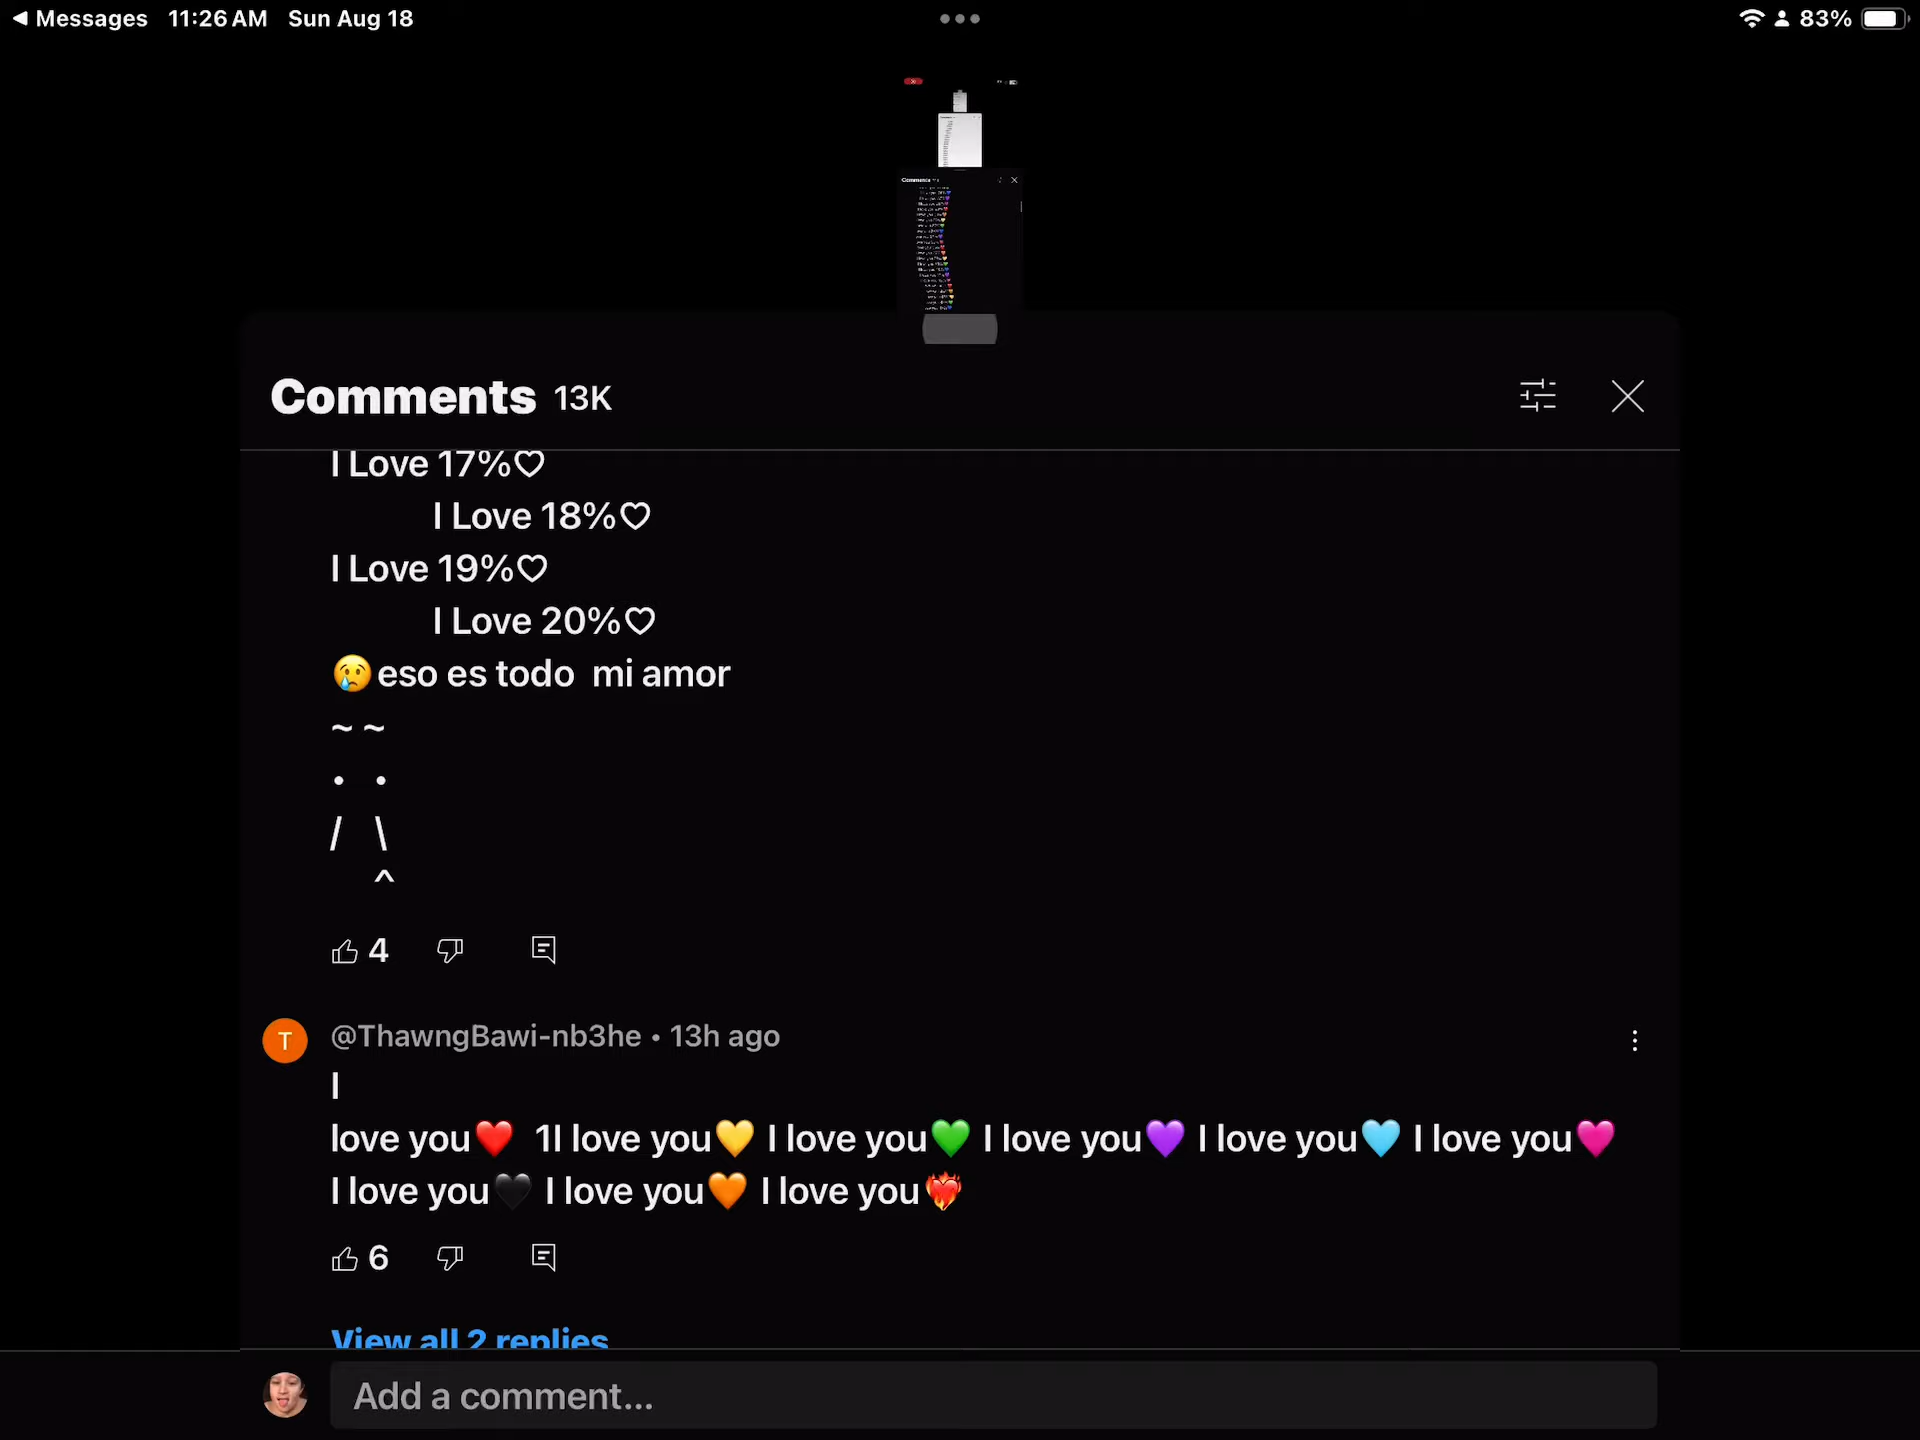 Messages 11:26 AM Sun Aug 18 83%
Comments 13K
I Love 17%♡
I Love 18%♡
I Love 19%♡
I Love 20%♡
😢eso es todo  mi amor
~ ~
•  •
/  \
^
4
T @ThawngBawi-nb3he • 13h ago
I
love you❤️ 1I love you💛 I love you💚 I love you💜 I love you🩵 I love you🩷
I love you🖤 I love you🧡 I love you❤️‍🔥
6
View all 2 replies
Add a comment...